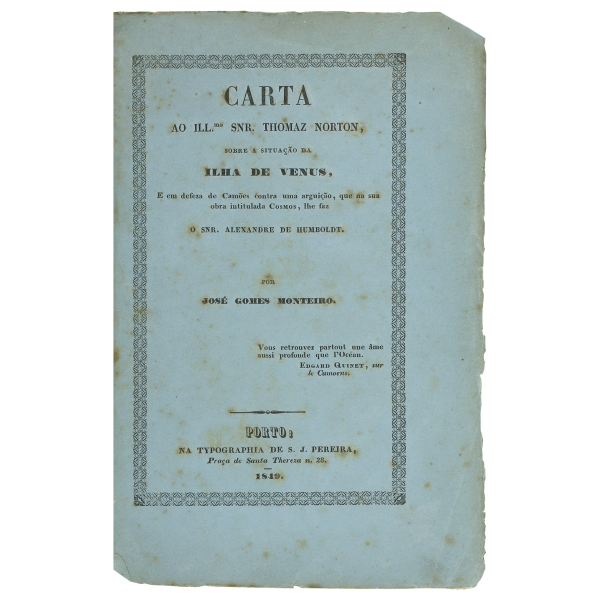 CARTA
AO ILL.mo SNR. THOMAZ NORTON,
SOBRE A SITUAÇÃO DA
ILHA DE VENUS,
E em defeza de Camões contra uma arguição, que na sua
obra intitulada COSMOS, lhe faz
O SNR. ALEXANDRE DE HUMBOLDT.
POR
JOSÉ GOMES MONTEIRO.
Vous retrouvez partout une âme
aussi profonde que l'Océan.
EDGARD QUINET, sur
le Camoens.
PORTO:
NA TYPOGRAPHIA DE S. J. PEREIRA,
Praça de Santa Thereza n. 28.
1849.